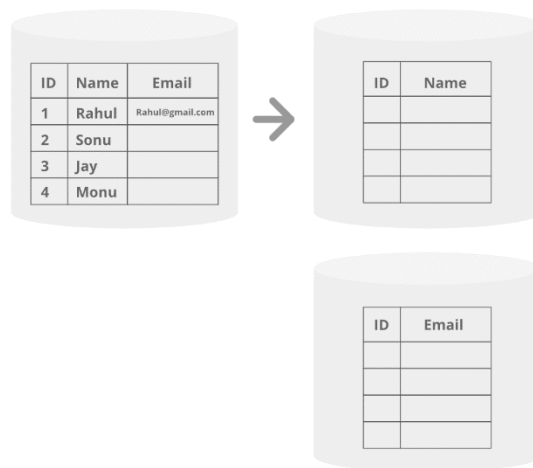 ID Name Email
1 Rahul Rahul@gmail.com
2 Sonu
3 Jay
4 Monu
ID Name
ID Email